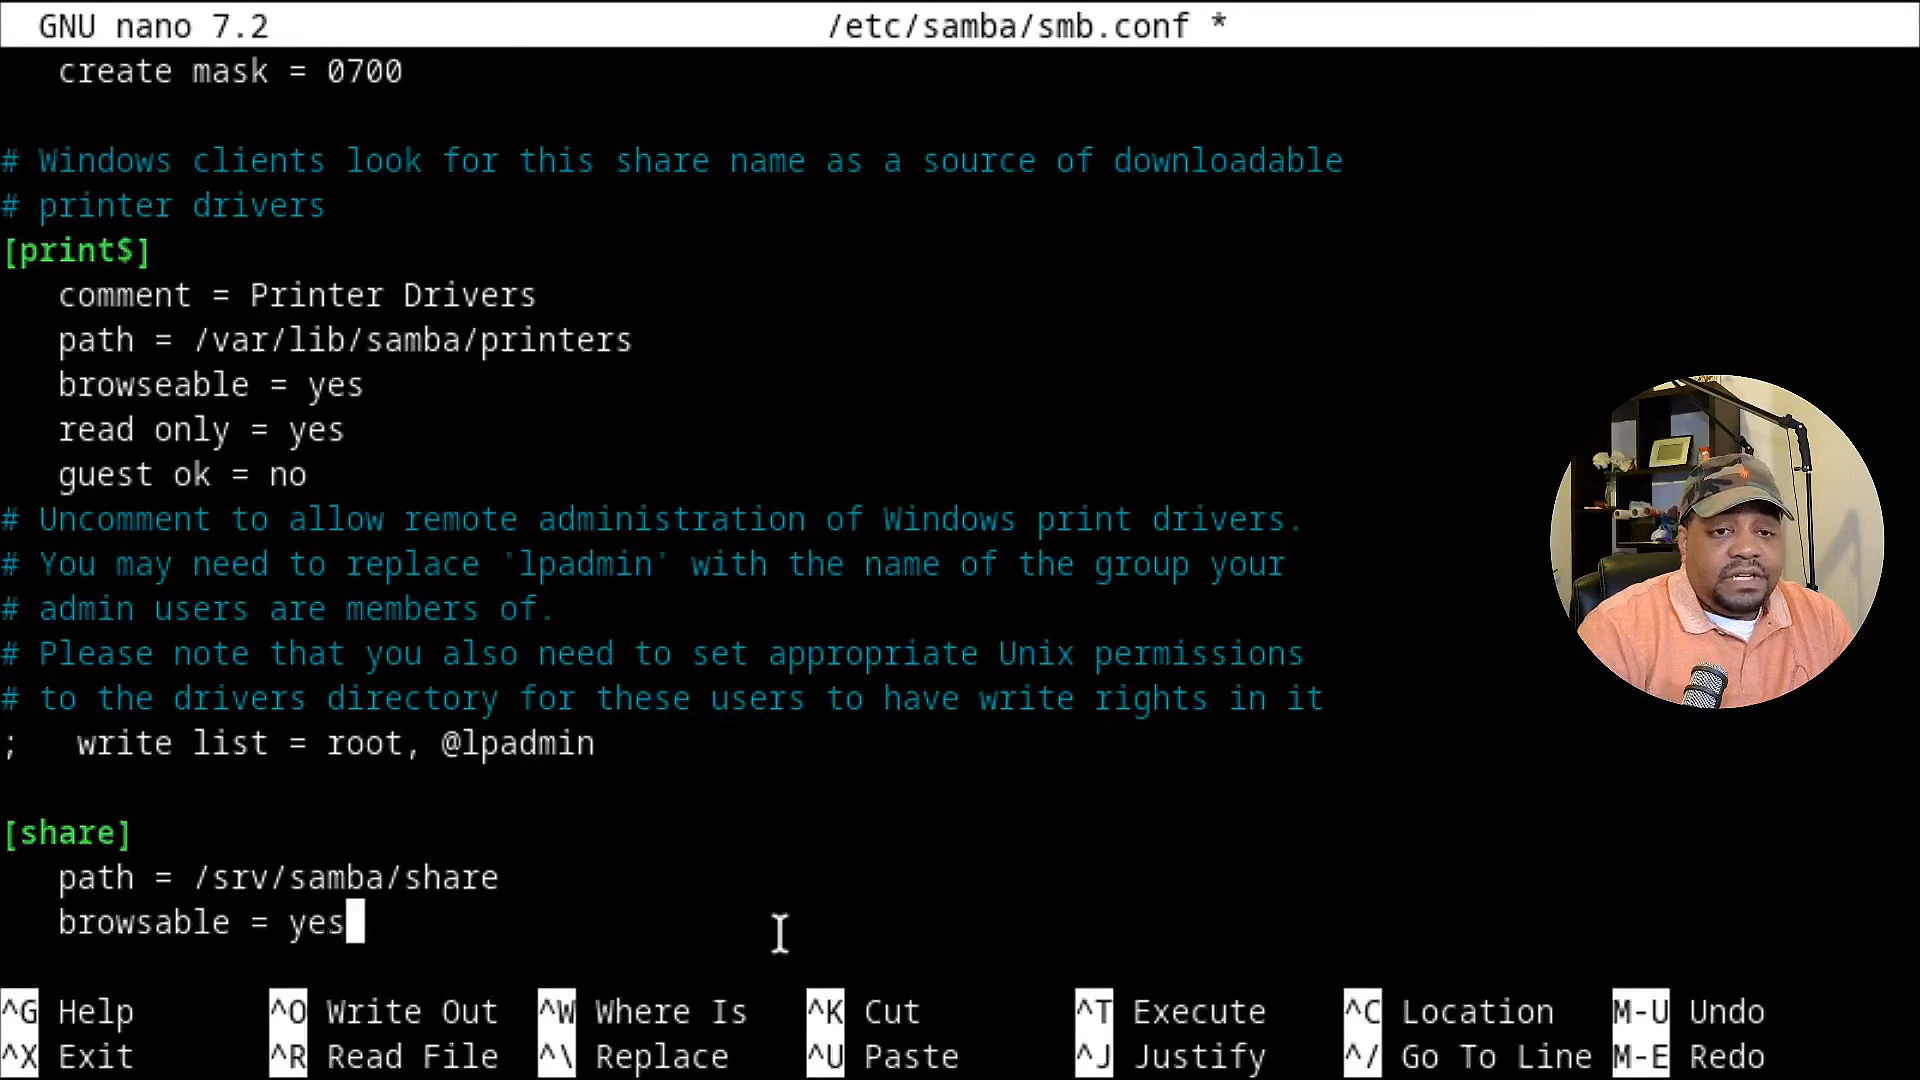 GNU nano 7.2 /etc/samba/smb.conf *
create mask = 0700
# Windows clients look for this share name as a source of downloadable
# printer drivers
[print$]
comment = Printer Drivers
path = /var/lib/samba/printers
browseable = yes
read only = yes
guest ok = no
# Uncomment to allow remote administration of Windows print drivers.
# You may need to replace 'lpadmin' with the name of the group your
# admin users are members of.
# Please note that you also need to set appropriate Unix permissions
# to the drivers directory for these users to have write rights in it
; write list = root, @lpadmin
[share]
path = /srv/samba/share
browsable = yes
^G Help ^O Write Out ^W Where Is ^K Cut ^T Execute ^C Location M-U Undo
^X Exit ^R Read File ^\ Replace ^U Paste ^J Justify ^/ Go To Line M-E Redo